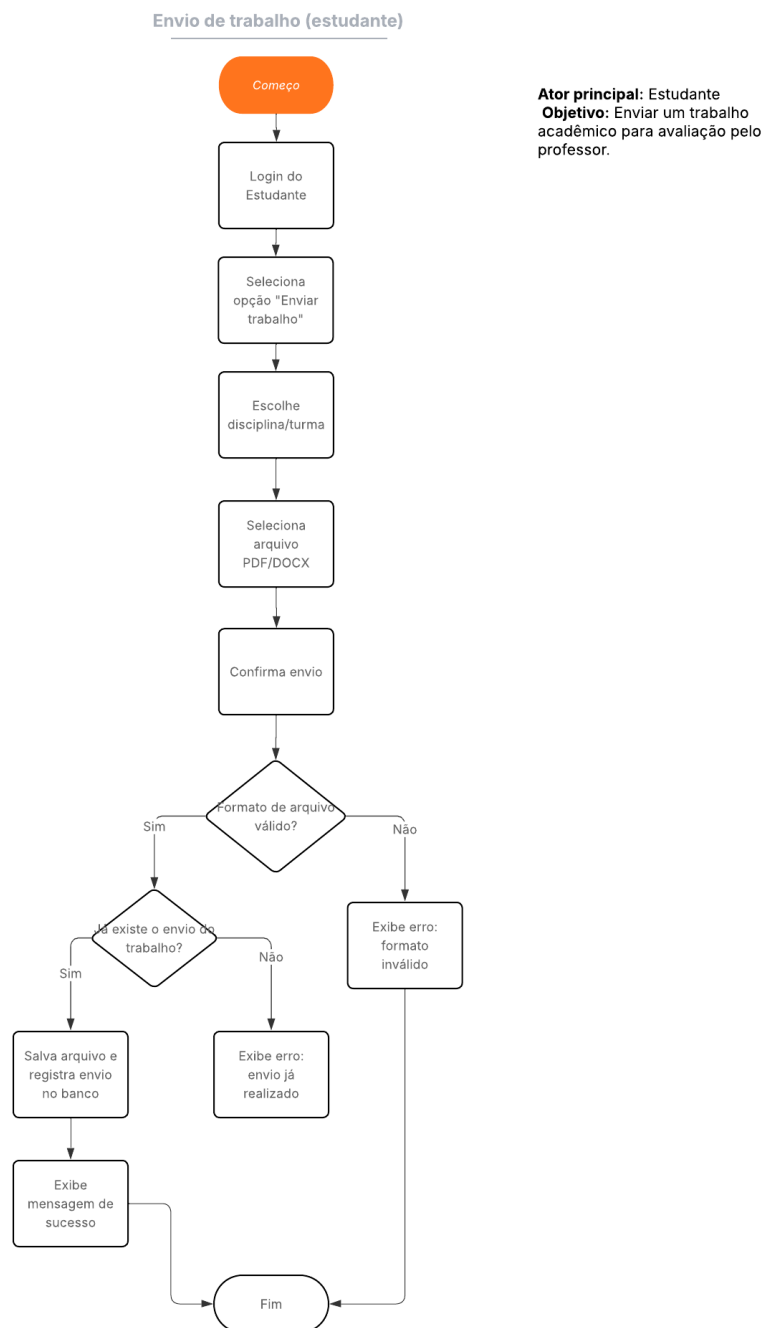 Envio de trabalho (estudante)
Começo
Ator principal: Estudante
Objetivo: Enviar um trabalho
acadêmico para avaliação pelo
professor.
Login do
Estudante
Seleciona
opção "Enviar
trabalho"
Escolhe
disciplina/turma
Seleciona
arquivo
PDF/DOCX
Confirma envio
Formato de arquivo
válido?
Sim
Não
Já existe o envio do
trabalho?
Exibe erro:
formato
inválido
Sim
Não
Salva arquivo e
registra envio
no banco
Exibe erro:
envio já
realizado
Exibe
mensagem de
sucesso
Fim